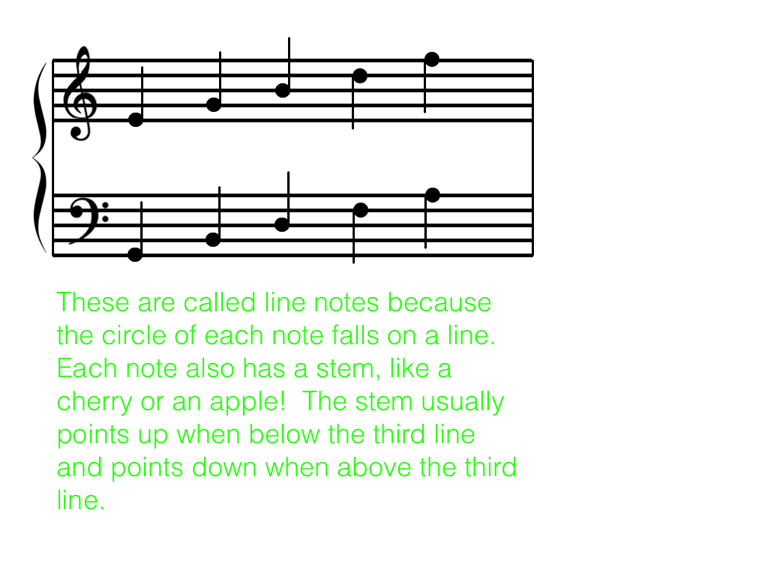 These are called line notes because
the circle of each note falls on a line.
Each note also has a stem, like a
cherry or an apple!  The stem usually
points up when below the third line
and points down when above the third
line.